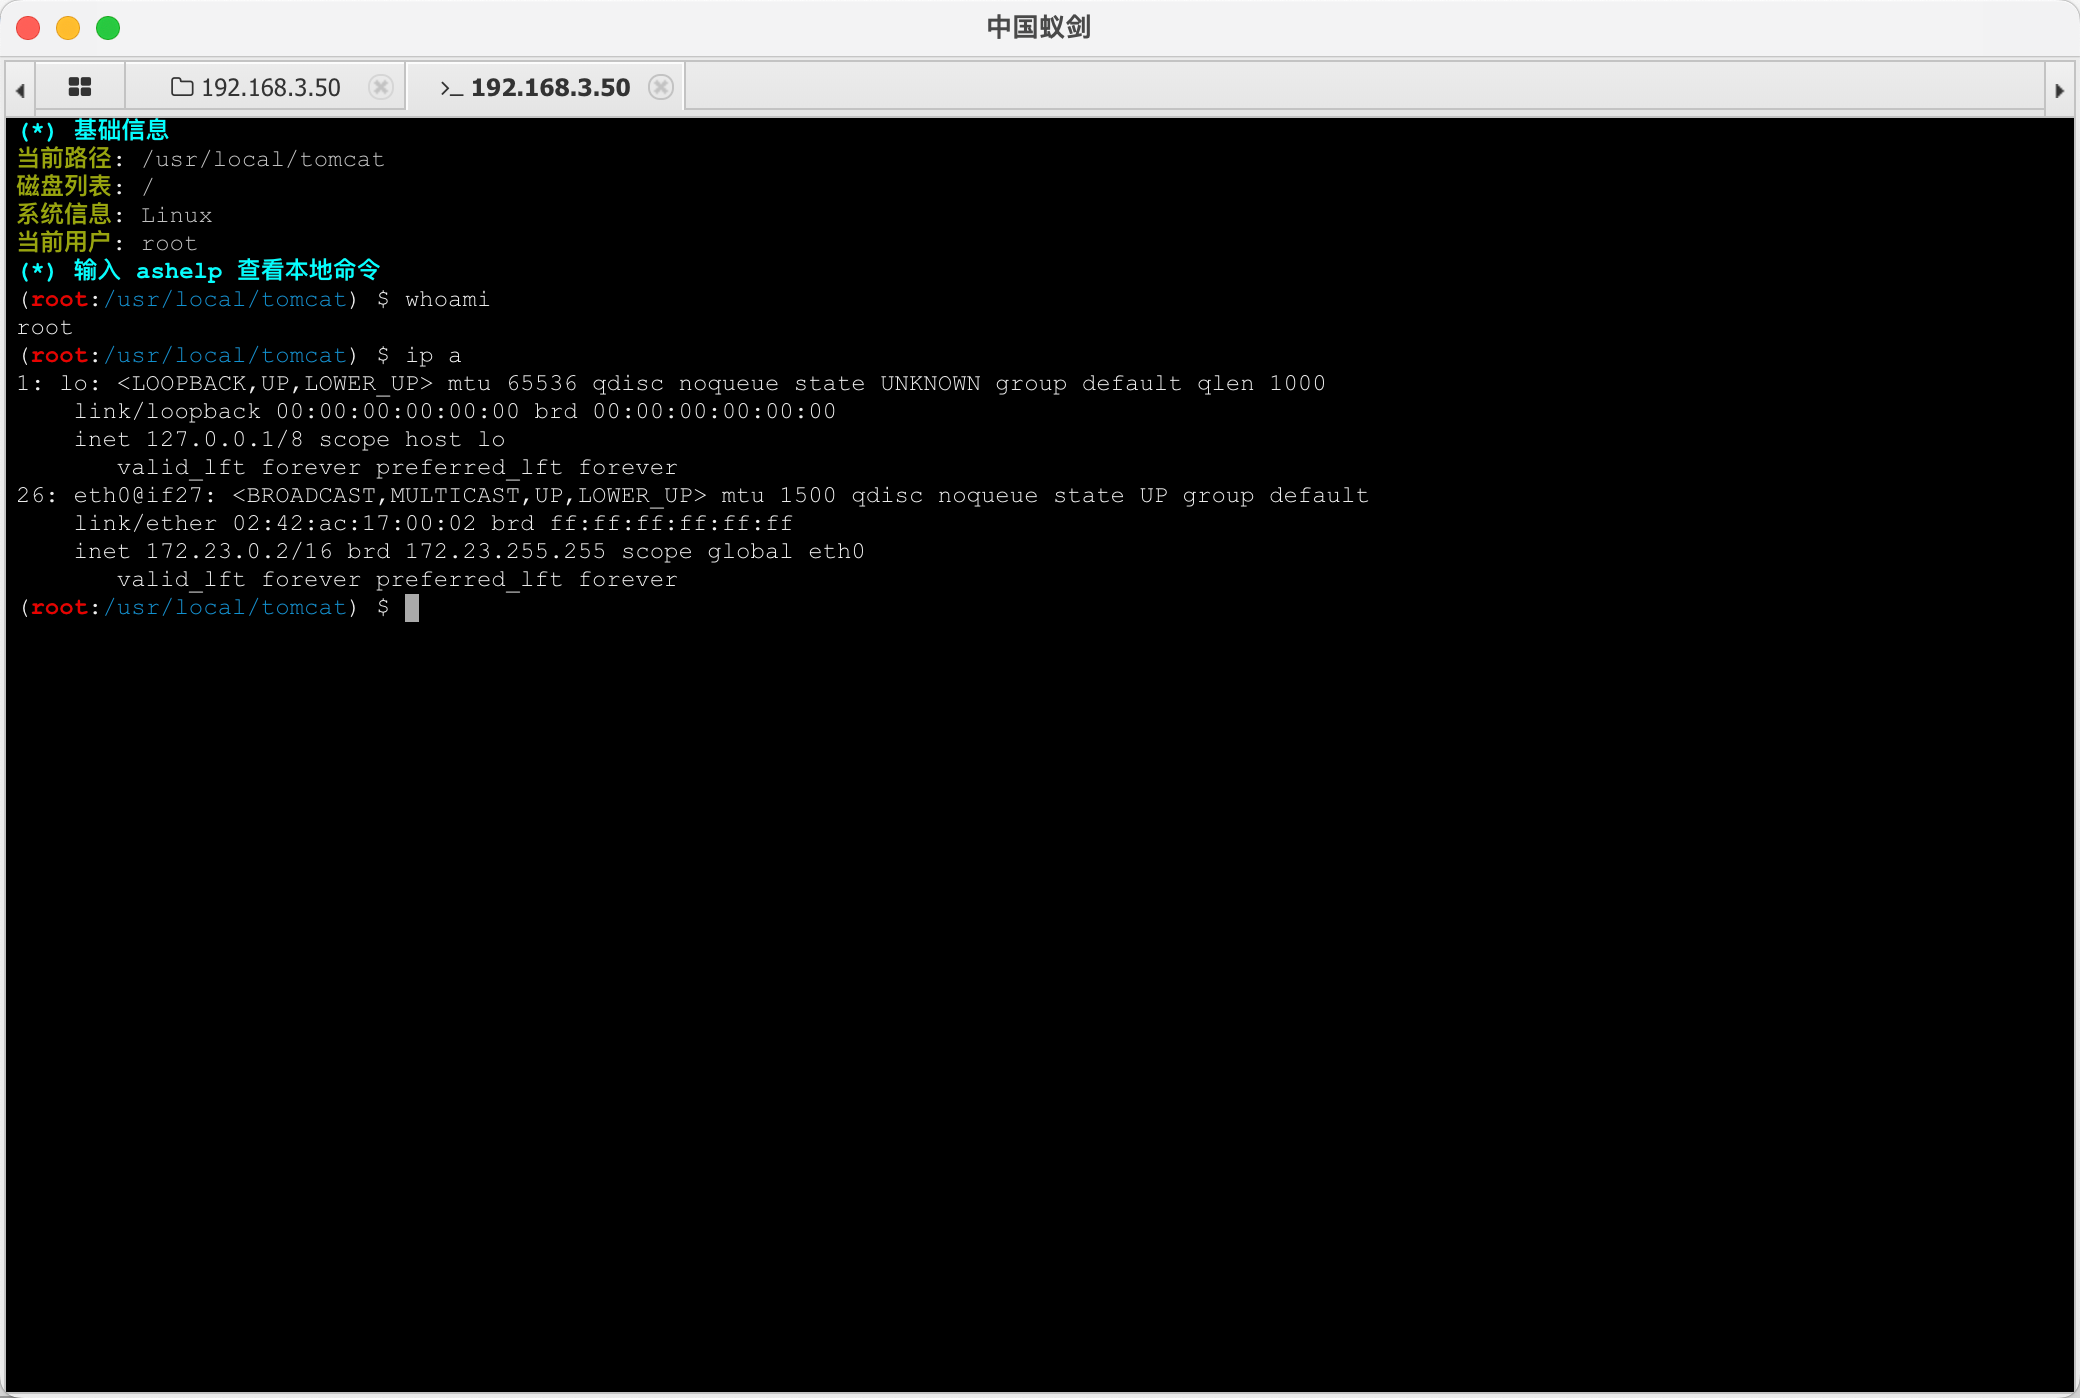 中国蚁剑
192.168.3.50
>_ 192.168.3.50
(*) 基础信息
当前路径: /usr/local/tomcat
磁盘列表: /
系统信息: Linux
当前用户: root
(*) 输入 ashelp 查看本地命令
(root:/usr/local/tomcat) $ whoami
root
(root:/usr/local/tomcat) $ ip a
1: lo: <LOOPBACK,UP,LOWER_UP> mtu 65536 qdisc noqueue state UNKNOWN group default qlen 1000
    link/loopback 00:00:00:00:00:00 brd 00:00:00:00:00:00
    inet 127.0.0.1/8 scope host lo
       valid_lft forever preferred_lft forever
26: eth0@if27: <BROADCAST,MULTICAST,UP,LOWER_UP> mtu 1500 qdisc noqueue state UP group default
    link/ether 02:42:ac:17:00:02 brd ff:ff:ff:ff:ff:ff
    inet 172.23.0.2/16 brd 172.23.255.255 scope global eth0
       valid_lft forever preferred_lft forever
(root:/usr/local/tomcat) $